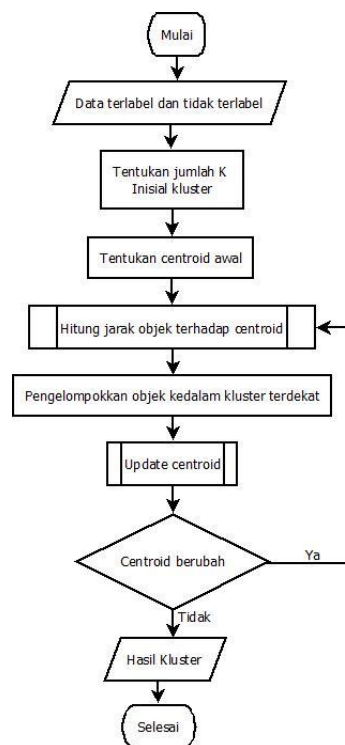 Mulai
Data terlabel dan tidak terlabel
Tentukan jumlah K
Inisial kluster
Tentukan centroid awal
Hitung jarak objek terhadap centroid
Pengelompokkan objek kedalam kluster terdekat
Update centroid
Centroid berubah
Ya
Tidak
Hasil Kluster
Selesai